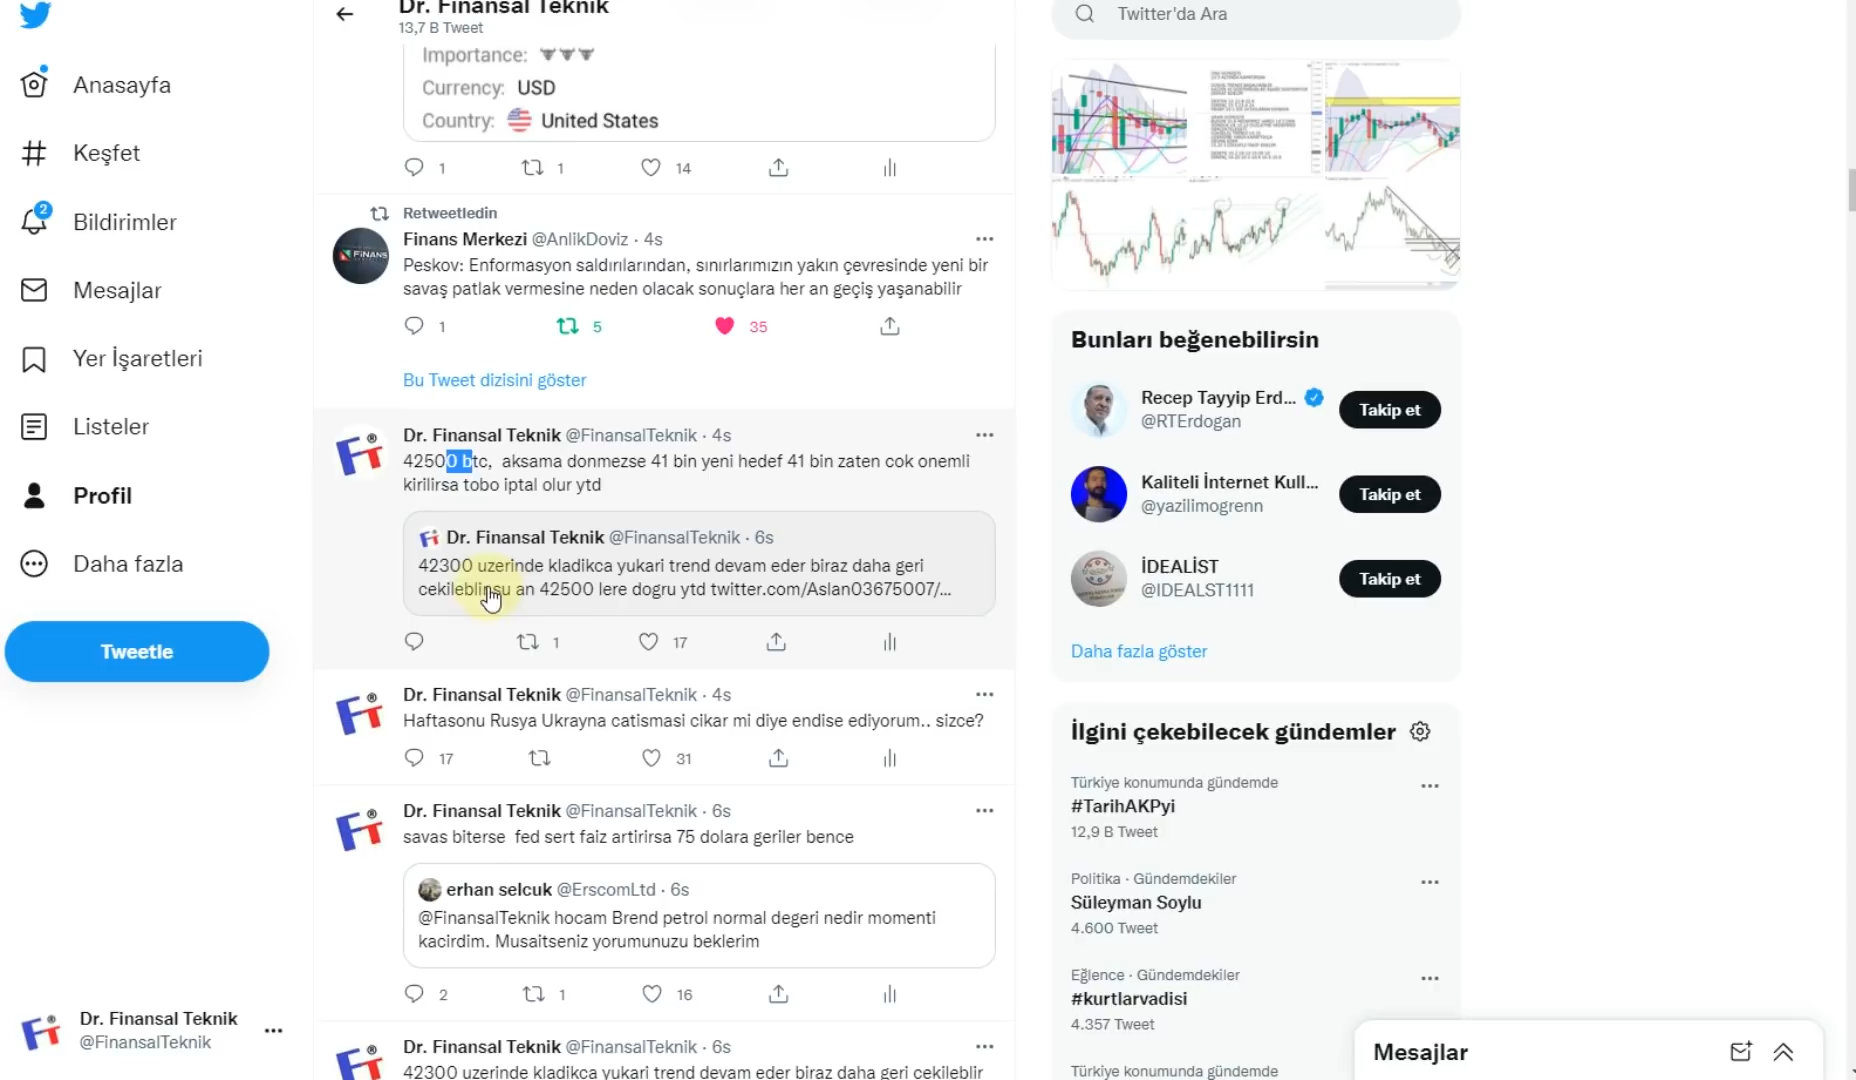 Anasayfa
Keşfet
2
Bildirimler
Mesajlar
Yer İşaretleri
Listeler
Profil
Daha fazla
Tweetle
Dr. Finansal Teknik
@FinansalTeknik
Dr. Finansal Teknik
13,7 B Tweet
Importance:
Currency: USD
Country: United States
1 1 14
Retweetledin
Finans Merkezi @AnlikDoviz · 4s
FİNANS
Peskov: Enformasyon saldırılarından, sınırlarımızın yakın çevresinde yeni bir
savaş patlak vermesine neden olacak sonuçlara her an geçiş yaşanabilir
1 5 35
Bu Tweet dizisini göster
Dr. Finansal Teknik @FinansalTeknik · 4s
42500 btc, aksama donmezse 41 bin yeni hedef 41 bin zaten cok onemli
kirilirsa tobo iptal olur ytd
Dr. Finansal Teknik @FinansalTeknik · 6s
42300 uzerinde kladikca yukari trend devam eder biraz daha geri
cekileblinsu an 42500 lere dogru ytd twitter.com/Aslan03675007/...
1 17
Dr. Finansal Teknik @FinansalTeknik · 4s
Haftasonu Rusya Ukrayna catismasi cikar mi diye endise ediyorum.. sizce?
17 31
Dr. Finansal Teknik @FinansalTeknik · 6s
savas biterse fed sert faiz artirirsa 75 dolara geriler bence
erhan selcuk @ErscomLtd · 6s
@FinansalTeknik hocam Brend petrol normal degeri nedir momenti
kacirdim. Musaitseniz yorumunuzu beklerim
2 1 16
Dr. Finansal Teknik @FinansalTeknik · 6s
42300 uzerinde kladikca yukari trend devam eder biraz daha geri cekileblir
Twitter'da Ara
Bunları beğenebilirsin
Recep Tayyip Erd...
@RTErdogan
Takip et
Kaliteli İnternet Kull...
@yazilimogrenn
Takip et
İDEALİST
@IDEALST1111
Takip et
Daha fazla göster
İlgini çekebilecek gündemler
Türkiye konumunda gündemde
#TarihAKPyi
12,9 B Tweet
Politika · Gündemdekiler
Süleyman Soylu
4.600 Tweet
Eğlence · Gündemdekiler
#kurtlarvadisi
4.357 Tweet
Türkiye konumunda gündemde
Mesajlar